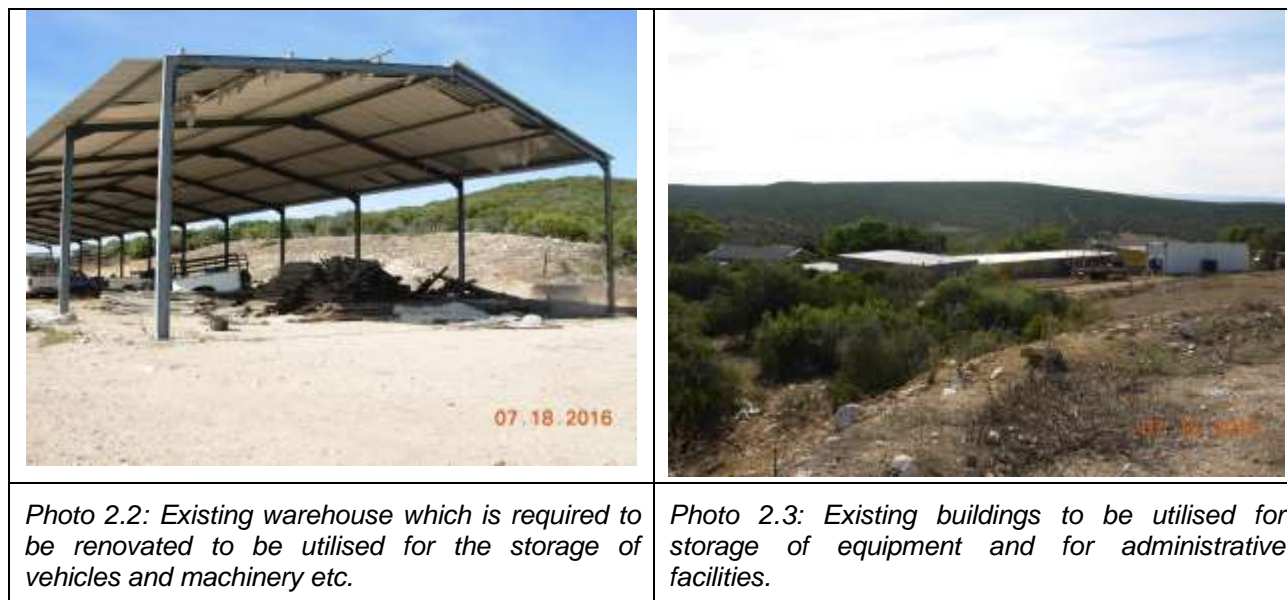 07.18.2016
Photo 2.2: Existing warehouse which is required to
be renovated to be utilised for the storage of
vehicles and machinery etc.
Photo 2.3: Existing buildings to be utilised for
storage of equipment and for administrative
facilities.